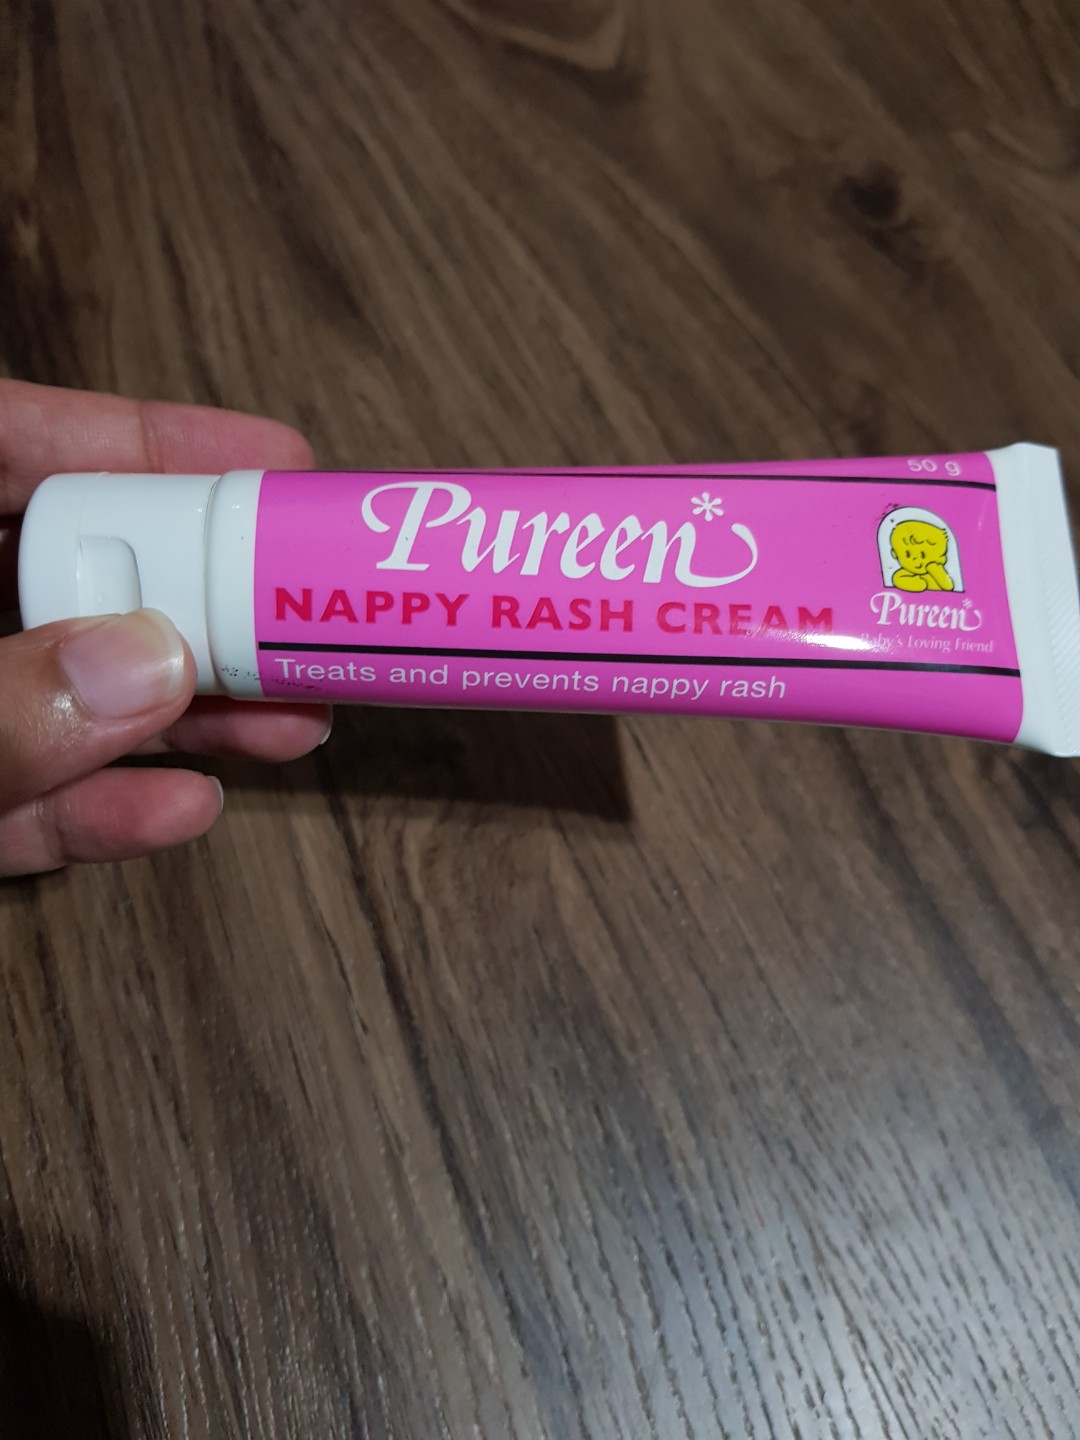 50 g
Pureen*
NAPPY RASH CREAM
Treats and prevents nappy rash
Pureen*
Baby's Loving Friend